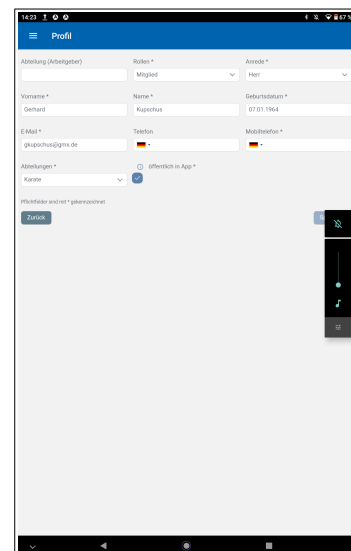 14:23 67 %
Profil
Abteilung (Arbeitgeber) Rollen * Anrede *
Mitglied Herr
Vorname * Name * Geburtsdatum *
Gerhard Kupschus 07.01.1964
E-Mail * Telefon Mobiltelefon *
gkupschus@gmx.de
Abteilungen * öffentlich in App *
Karate
Pflichtfelder sind mit * gekennzeichnet
Zurück